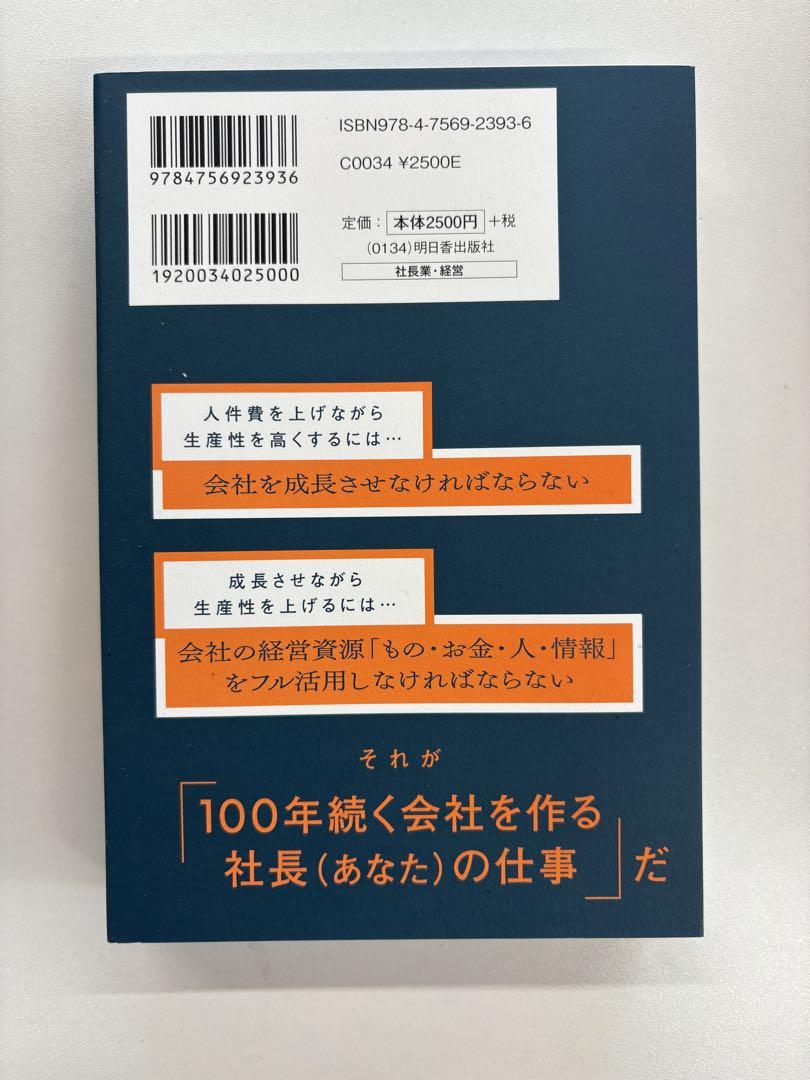 ISBN978-4-7569-2393-6
9784756923936
C0034 ¥2500E
定価：本体2500円＋税
(0134)明日香出版社
1920034025000
社長業・経営
人件費を上げながら
生産性を高くするには…
会社を成長させなければならない
成長させながら
生産性を上げるには…
会社の経営資源「もの・お金・人・情報」
をフル活用しなければならない
それが
「100年続く会社を作る
社長（あなた）の仕事」だ